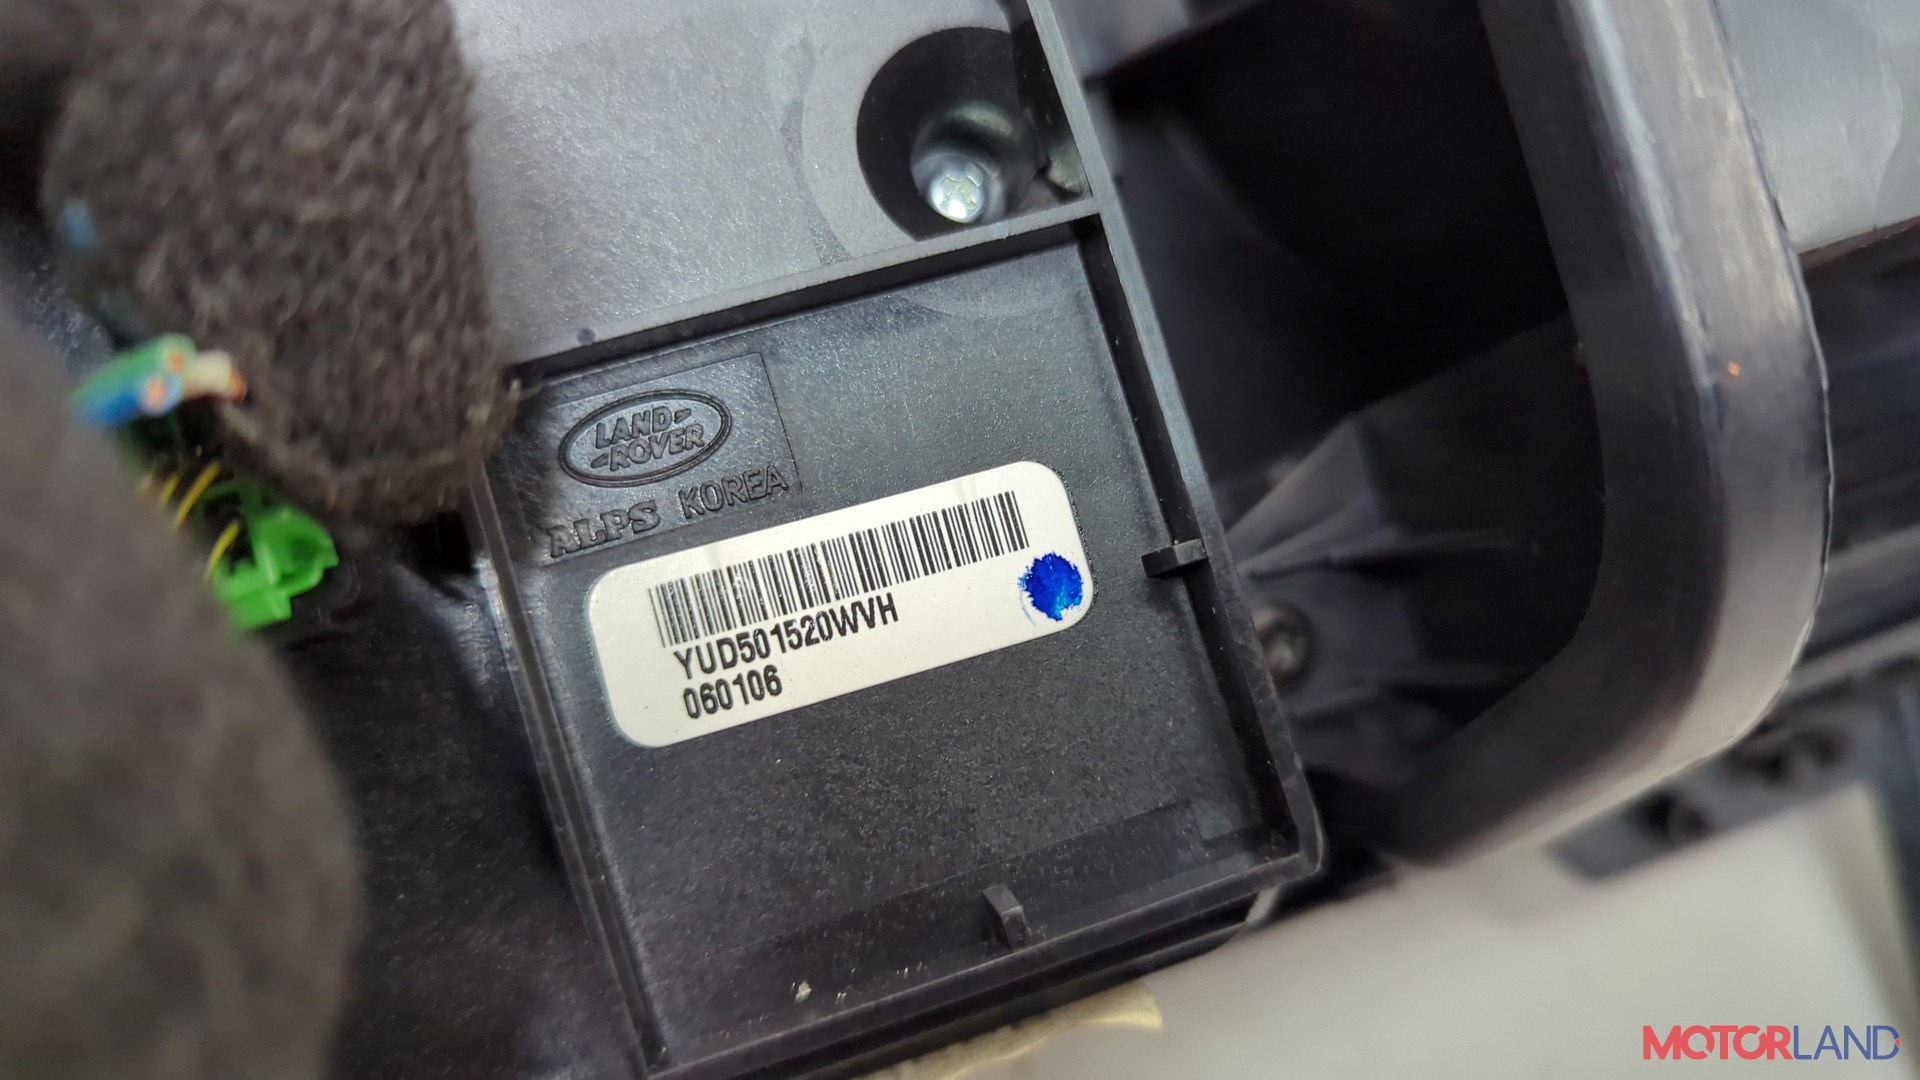 LAND
ROVER
ALPS KOREA
YUD501520WVH
060106
MOTORLAND